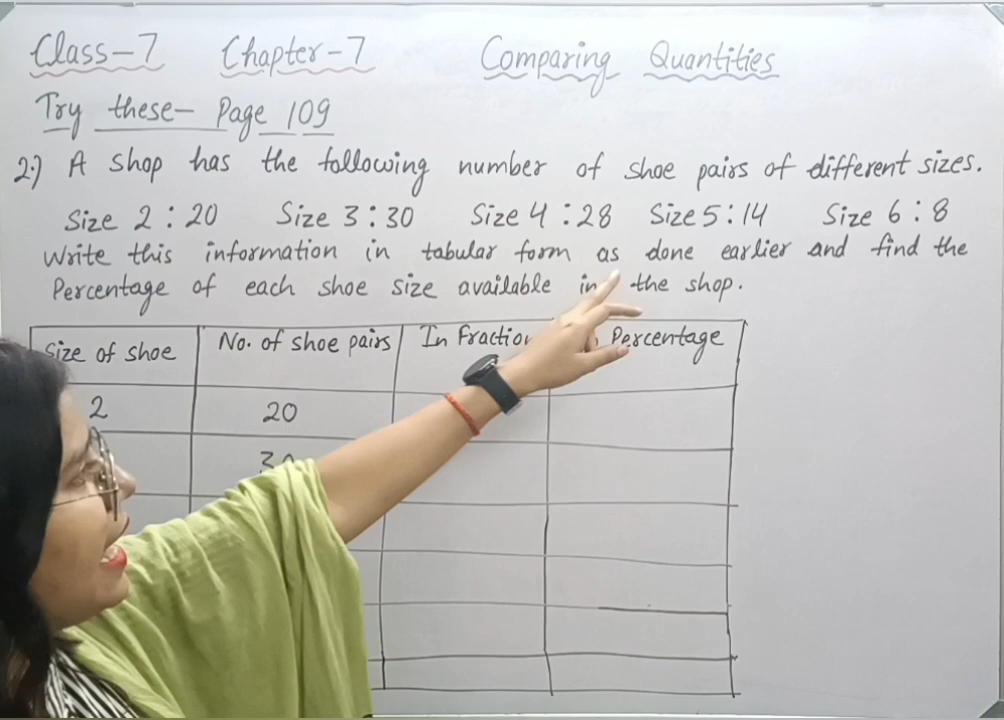 Class-7 Chapter-7 Comparing Quantities
Try these- Page 109
2.) A shop has the following number of shoe pairs of different sizes.
Size 2 : 20 Size 3 : 30 Size 4 : 28 Size 5 : 14 Size 6 : 8
Write this information in tabular form as done earlier and find the
Percentage of each shoe size available in the shop.
Size of shoe No. of shoe pairs In Fraction Percentage
2 20
30